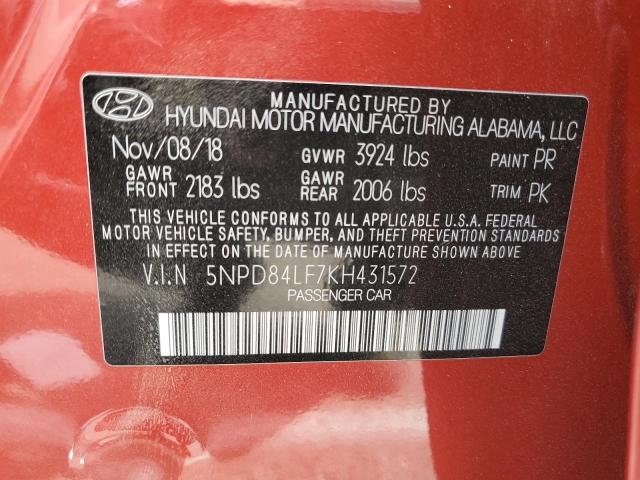 MANUFACTURED BY
HYUNDAI MOTOR MANUFACTURING ALABAMA, LLC
Nov/08/18 GVWR 3924 lbs PAINT PR
GAWR FRONT 2183 lbs GAWR REAR 2006 lbs TRIM PK
THIS VEHICLE CONFORMS TO ALL APPLICABLE U.S.A. FEDERAL
MOTOR VEHICLE SAFETY, BUMPER, AND THEFT PREVENTION STANDARDS
IN EFFECT ON THE DATE OF MANUFACTURE SHOWN ABOVE.
V.I.N 5NPD84LF7KH431572
PASSENGER CAR